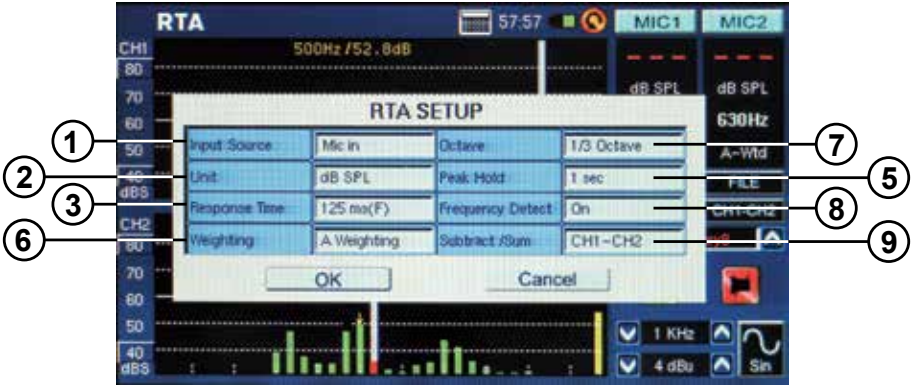 RTA 57:57 MIC1 MIC2
CH1 500Hz/52.8dB
80
70 dB SPL dB SPL
RTA SETUP
60 630Hz
1 Input Source Mic in Octave 1/3 Octave 7
50 A-Wtd
2 Unit dB SPL Peak Hold 1 sec 5
40 FILE
dBS
3 Response Time 125 ms(F) Frequency Detect On 8
CH2 CH1-CH2
6 Weighting A Weighting Subtract /Sum CH1-CH2 9
80
70 OK Cancel
60
50 1 KHz
40
dBS 4 dBu Sin